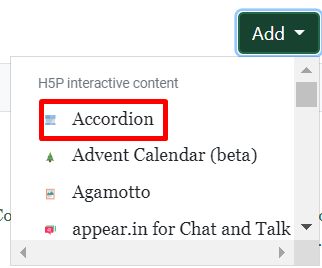 Add
H5P interactive content
Accordion
Advent Calendar (beta)
Agamotto
appear.in for Chat and Talk